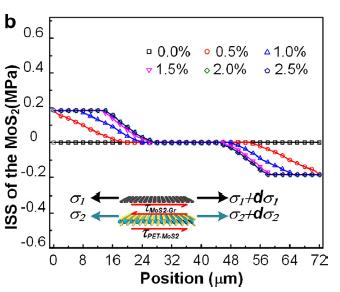 b
0.6
0.4
0.2
0
-0.2
-0.4
-0.6
ISS of the MoS₂(MPa)
0.0% 0.5% 1.0%
1.5% 2.0% 2.5%
σ₁ σ₁+dσ₁
τMoS2-Gr
σ₂ σ₂+dσ₂
τPET-MoS2
0 8 16 24 32 40 48 56 64 72
Position (μm)